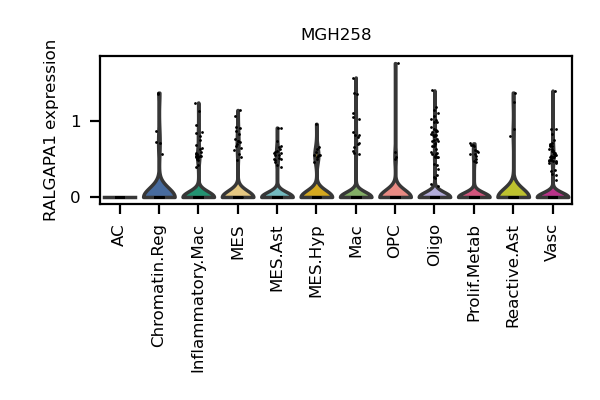 MGH258
RALGAPA1 expression
1
0
AC
Chromatin.Reg
Inflammatory.Mac
MES
MES.Ast
MES.Hyp
Mac
OPC
Oligo
Prolif.Metab
Reactive.Ast
Vasc